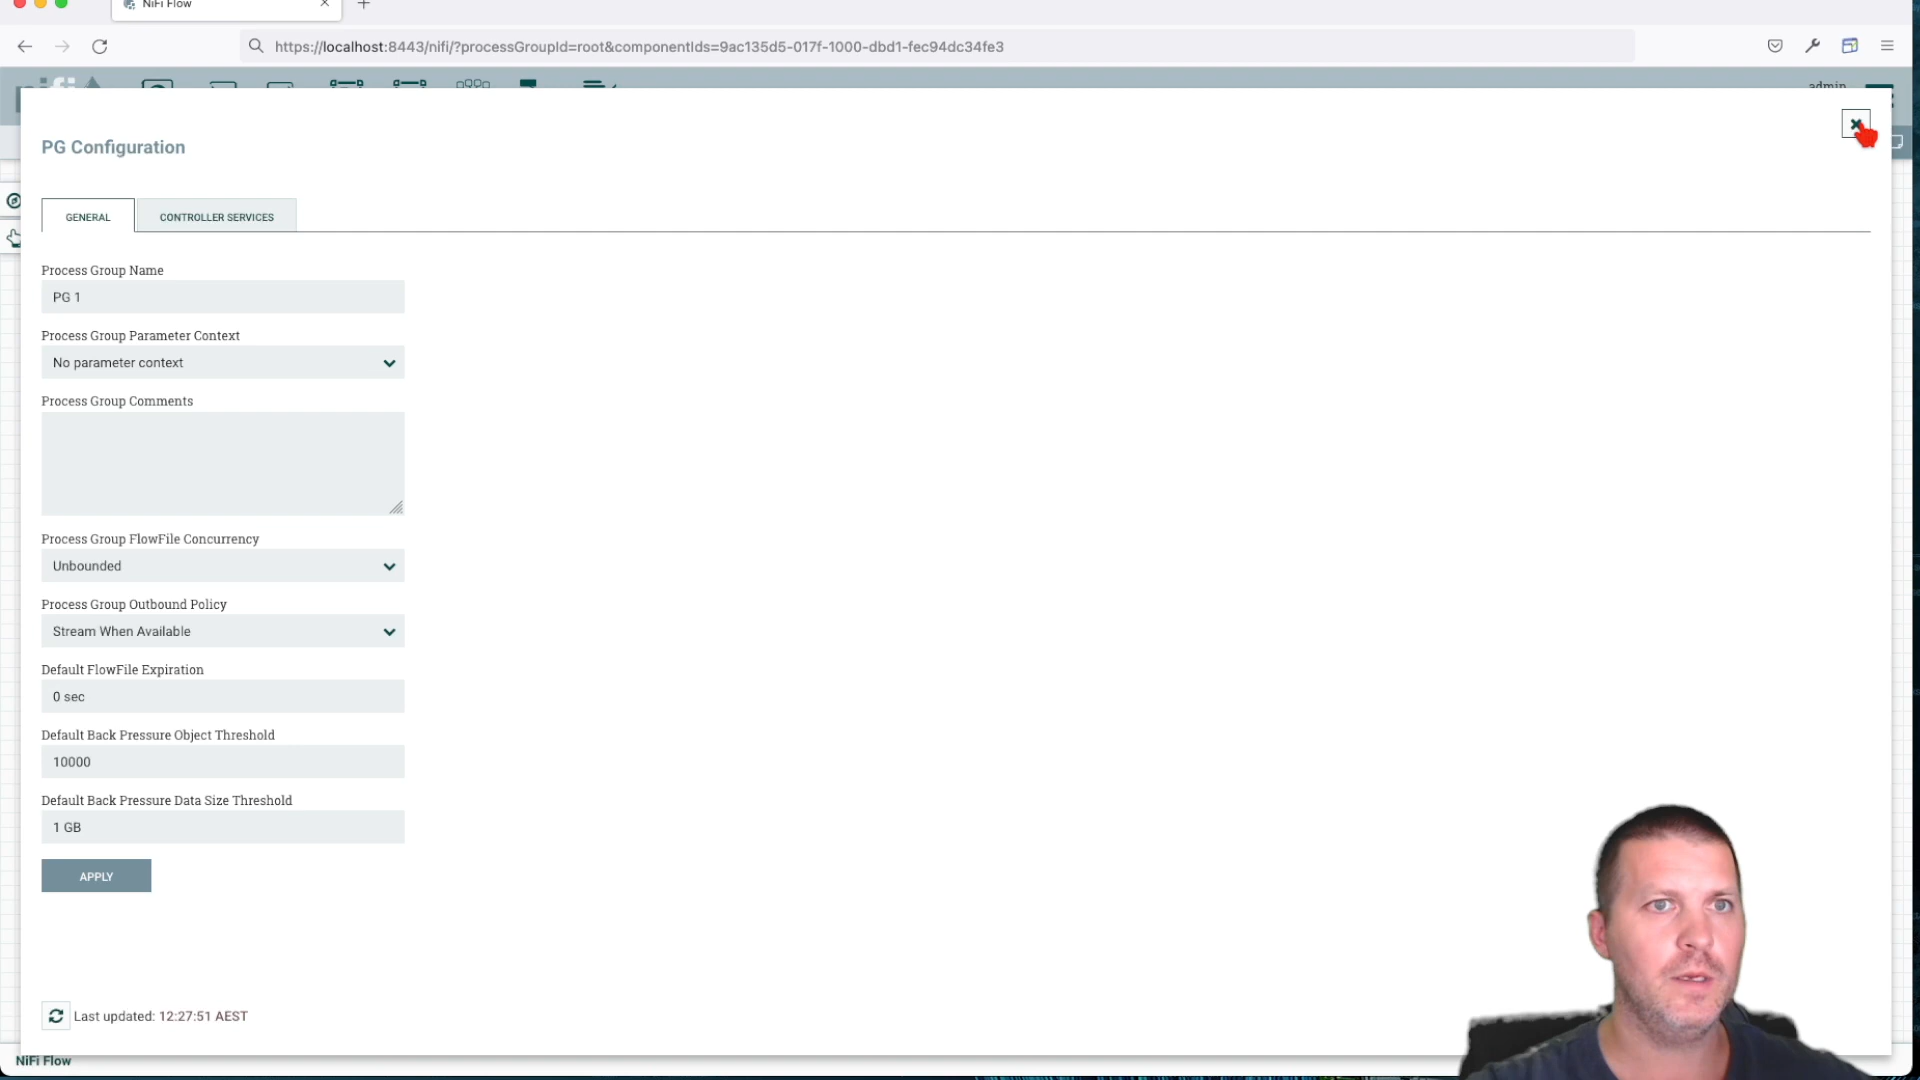 NiFi Flow
https://localhost:8443/nifi/?processGroupId=root&componentIds=9ac135d5-017f-1000-dbd1-fec94dc34fe3
nifi
admin
PG Configuration
GENERAL
CONTROLLER SERVICES
Process Group Name
PG 1
Process Group Parameter Context
No parameter context
Process Group Comments
Process Group FlowFile Concurrency
Unbounded
Process Group Outbound Policy
Stream When Available
Default FlowFile Expiration
0 sec
Default Back Pressure Object Threshold
10000
Default Back Pressure Data Size Threshold
1 GB
APPLY
Last updated: 12:27:51 AEST
NiFi Flow